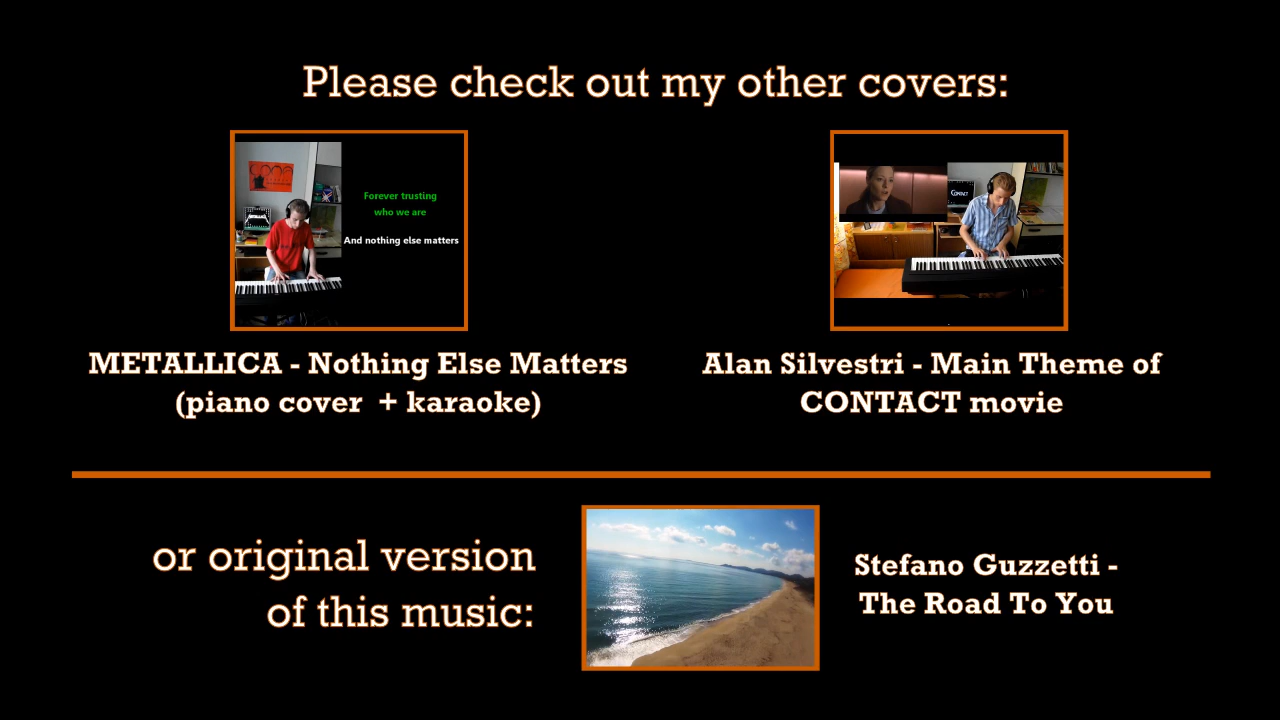 Please check out my other covers:
Forever trusting
who we are
And nothing else matters
METALLICA
CONTACT
METALLICA - Nothing Else Matters
(piano cover + karaoke)
Alan Silvestri - Main Theme of
CONTACT movie
or original version
of this music:
Stefano Guzzetti -
The Road To You